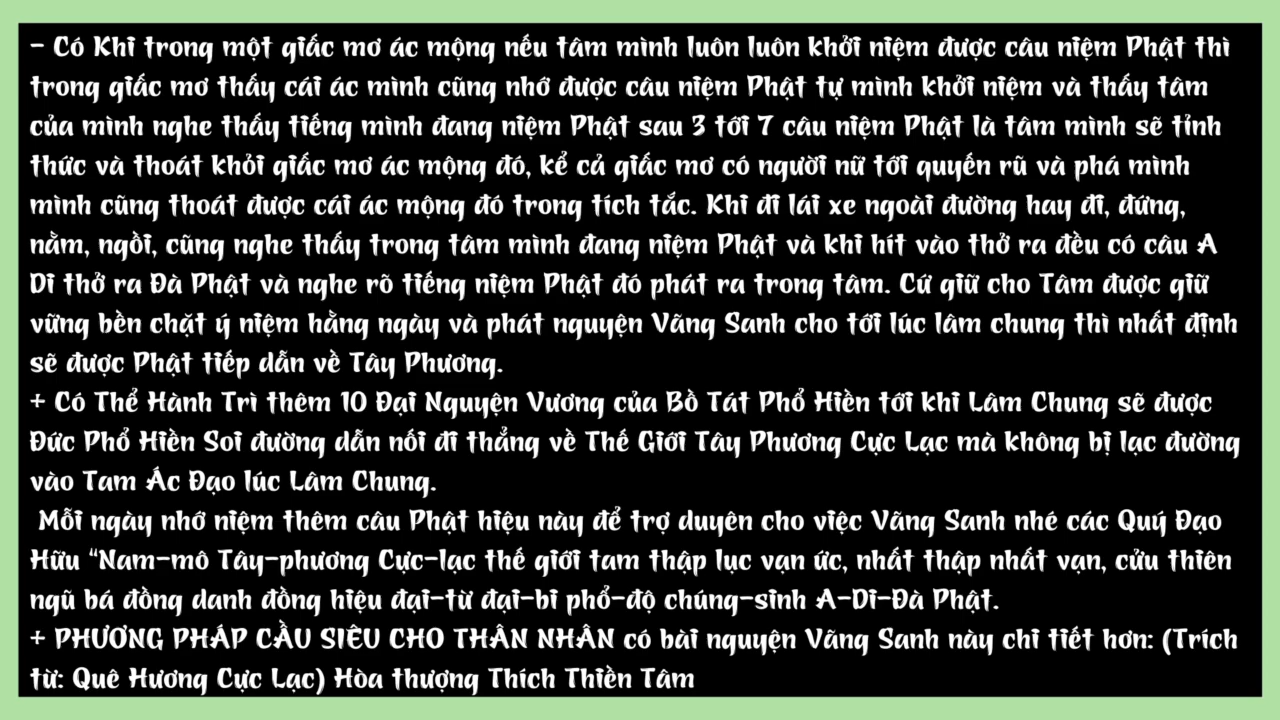 - Có Khi trong một giấc mơ ác mộng nếu tâm mình luôn luôn khởi niệm được câu niệm Phật thì
trong giấc mơ thấy cái ác mình cũng nhớ được câu niệm Phật tự mình khởi niệm và thấy tâm
của mình nghe thấy tiếng mình đang niệm Phật sau 3 tới 7 câu niệm Phật là tâm mình sẽ tỉnh
thức và thoát khỏi giấc mơ ác mộng đó, kể cả giấc mơ có người nữ tới quyến rũ và phá mình
mình cũng thoát được cái ác mộng đó trong tích tắc. Khi đi lái xe ngoài đường hay đi, đứng,
nằm, ngồi, cũng nghe thấy trong tâm mình đang niệm Phật và khi hít vào thở ra đều có câu A
Di thở ra Đà Phật và nghe rõ tiếng niệm Phật đó phát ra trong tâm. Cứ giữ cho Tâm được giữ
vững bền chặt ý niệm hằng ngày và phát nguyện Vãng Sanh cho tới lúc lâm chung thì nhất định
sẽ được Phật tiếp dẫn về Tây Phương.
+ Có Thể Hành Trì thêm 10 Đại Nguyện Vương của Bồ Tát Phổ Hiền tới khi Lâm Chung sẽ được
Đức Phổ Hiền Soi đường dẫn nối đi thẳng về Thế Giới Tây Phương Cực Lạc mà không bị lạc đường
vào Tam Ác Đạo lúc Lâm Chung.
Mỗi ngày nhớ niệm thêm câu Phật hiệu này để trợ duyên cho việc Vãng Sanh nhé các Quý Đạo
Hữu "Nam-mô Tây-phương Cực-lạc thế giới tam thập lục vạn ức, nhất thập nhất vạn, cửu thiên
ngũ bá đồng danh đồng hiệu đại-từ đại-bi phổ-độ chúng-sinh A-Di-Đà Phật.
+ PHƯƠNG PHÁP CẦU SIÊU CHO THÂN NHÂN có bài nguyện Vãng Sanh này chi tiết hơn: (Trích
từ: Quê Hương Cực Lạc) Hòa thượng Thích Thiền Tâm